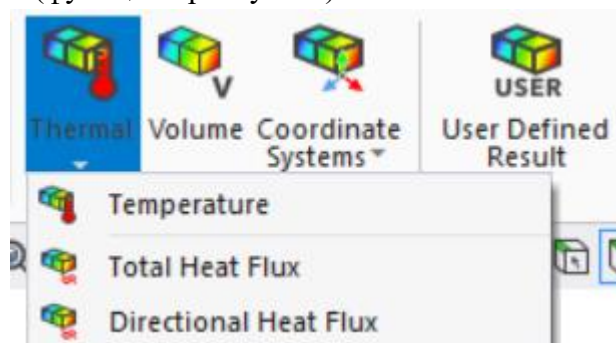 Thermal Volume Coordinate Systems User Defined Result
V
USER
Temperature
Total Heat Flux
Directional Heat Flux